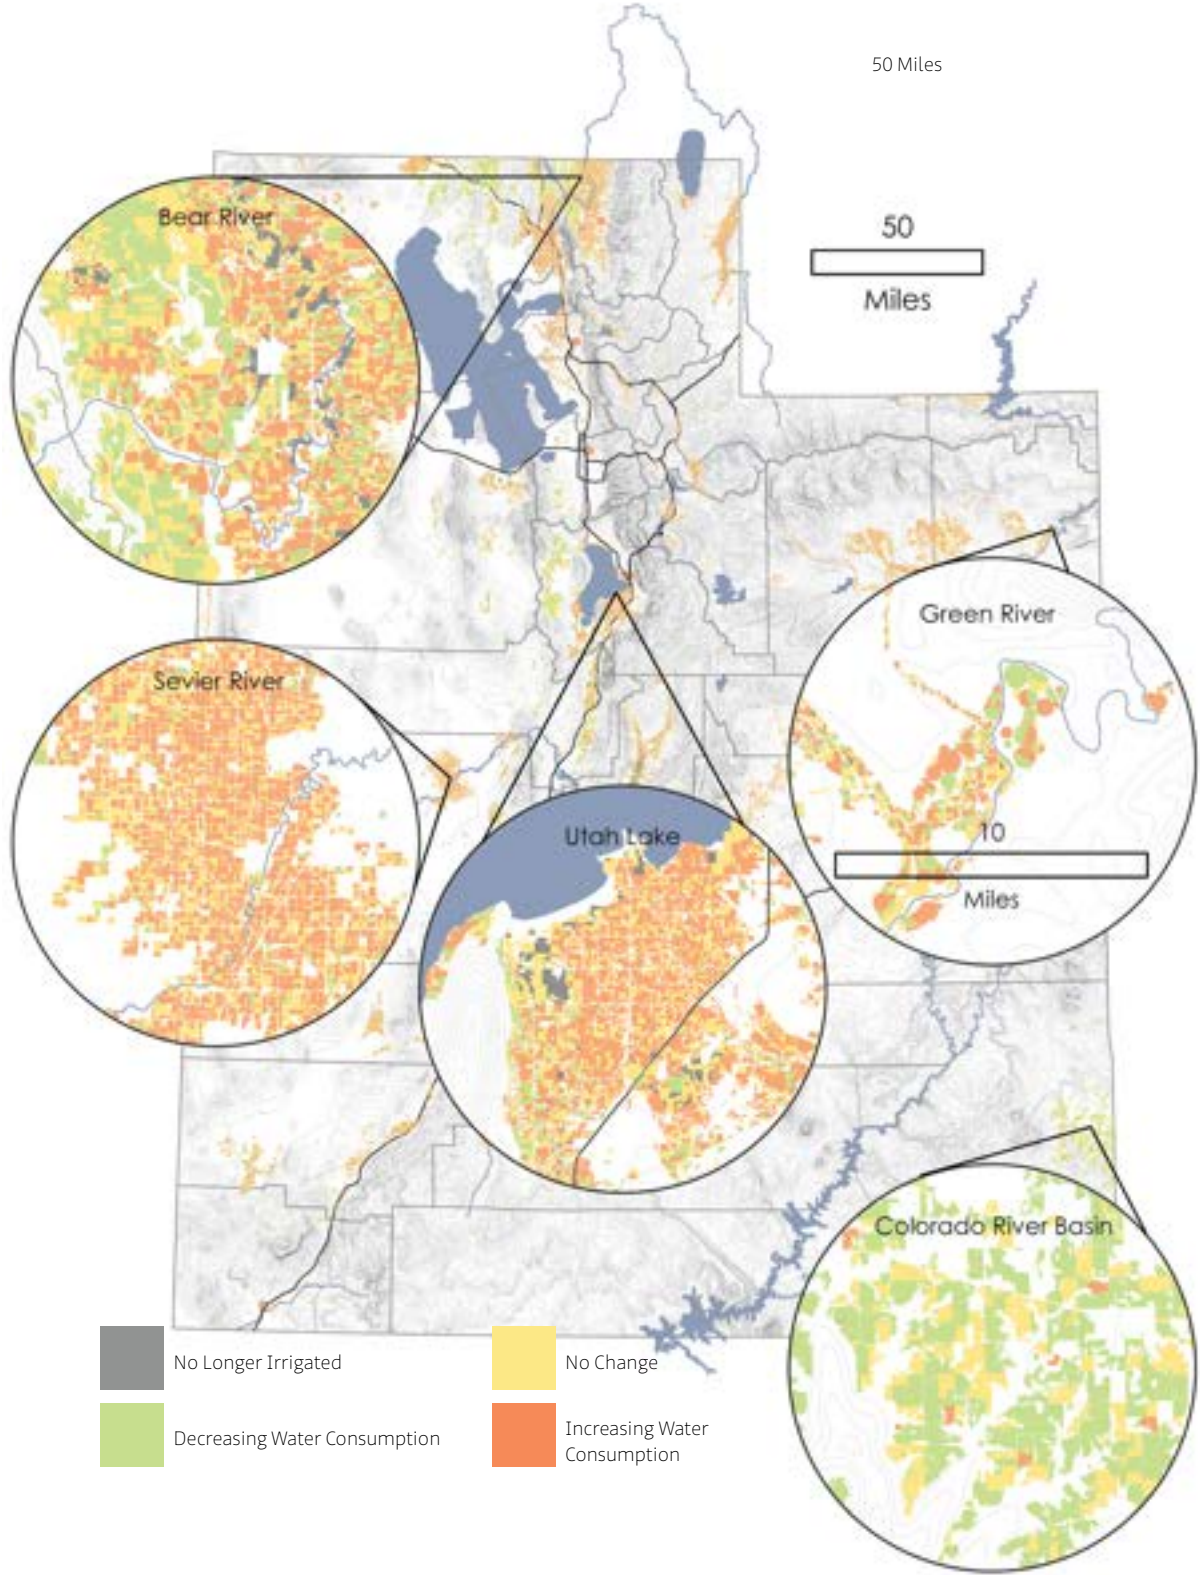 50 Miles
Bear River
50
Miles
Green River
Sevier River
10
Utah Lake
Miles
Colorado River Basin
No Longer Irrigated
No Change
Decreasing Water Consumption
Increasing Water
Consumption